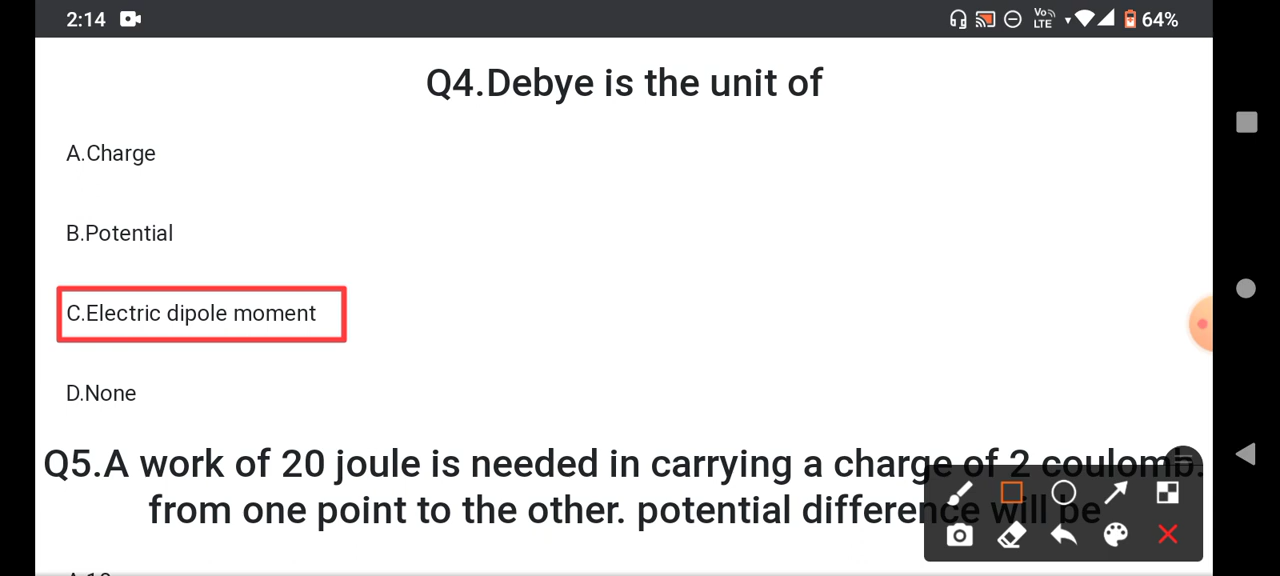 2:14
Vo LTE 64%
Q4.Debye is the unit of
A.Charge
B.Potential
C.Electric dipole moment
D.None
Q5.A work of 20 joule is needed in carrying a charge of 2 coulomb.
from one point to the other. potential difference will be